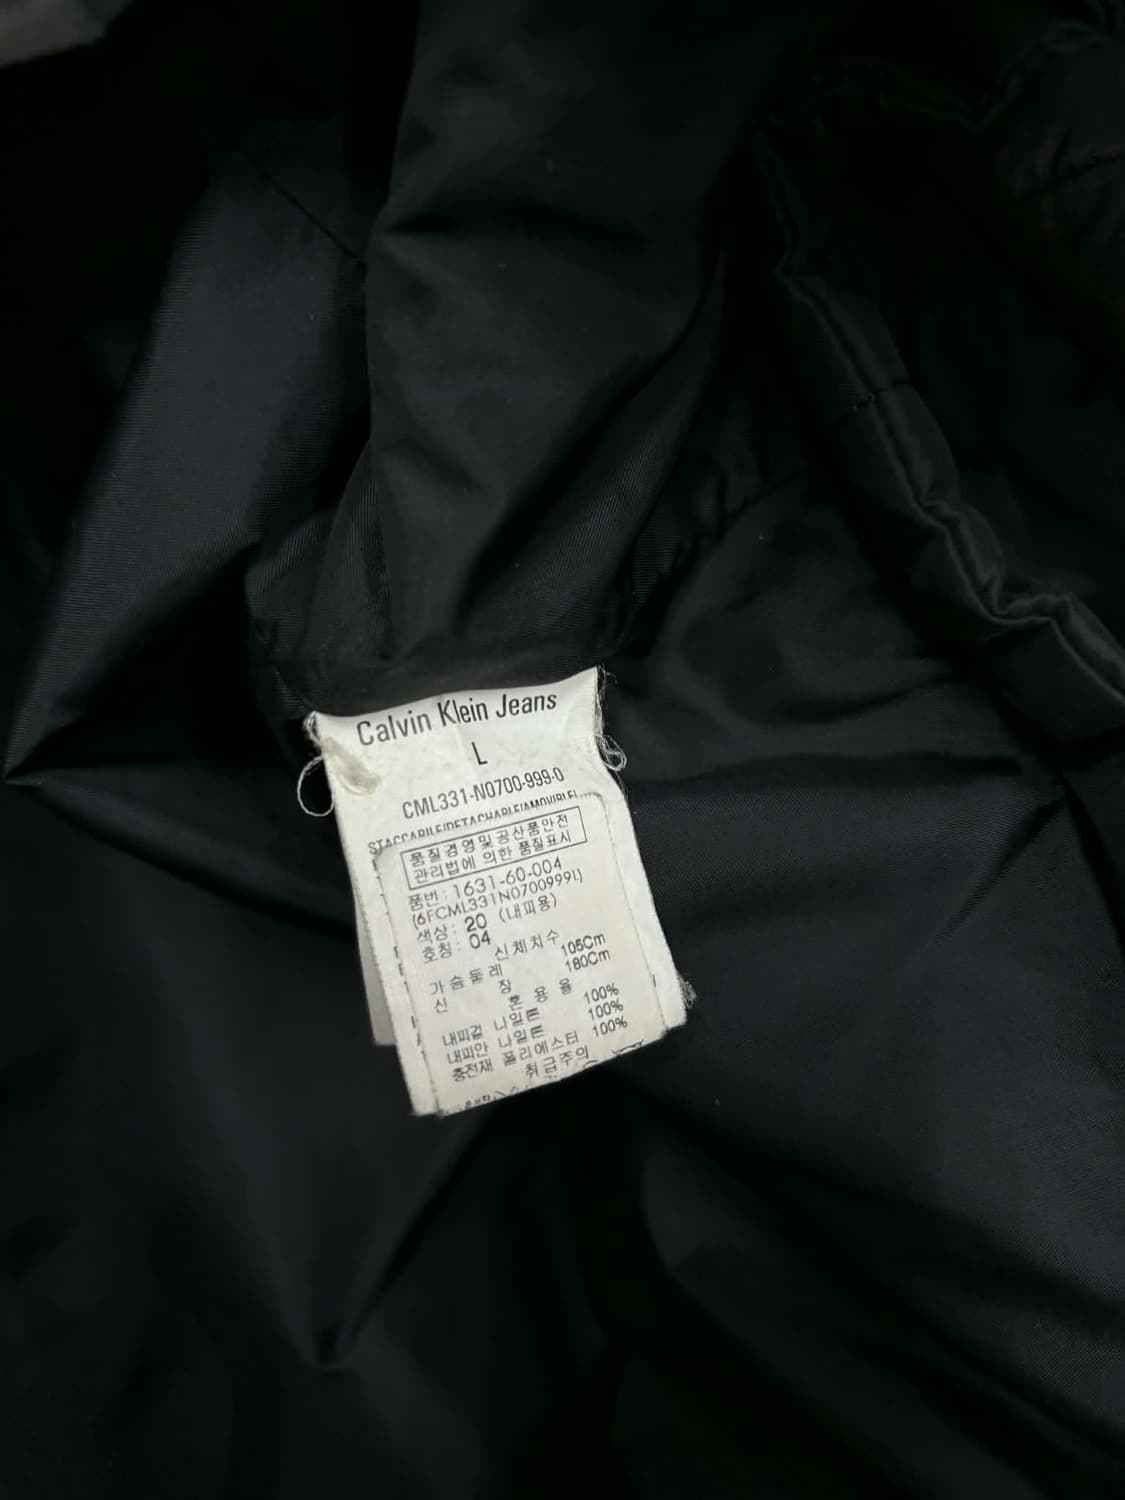 Calvin Klein Jeans
L
CML331-N0700-999-0
STACCABILE/DETACHABLE/AMOVIBLE/
품질경영및공산품안전
관리법에 의한 품질표시
품번: 1631-60-004
(6FCML331N0700999L)
색상: 20 (내피용)
호칭: 04
신체치수
가슴둘레 105Cm
신 장 180Cm
혼 용 율
내피겉 나일론 100%
내피안 나일론 100%
충전재 폴리에스터 100%
취급주의